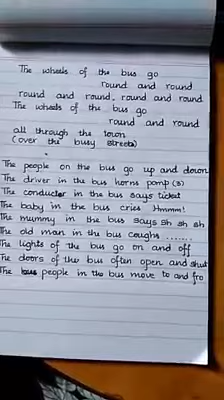 The wheels of the bus go
round and round
round and round, round and round
The wheels of the bus go
round and round
all through the town
(over the busy streets)
The people on the bus go up and down
The driver in the bus horns pomp (3)
The conductor in the bus says ticket
The baby in the bus cries Hmmm!
The mummy in the bus says sh sh sh
The old man in the bus coughs .......
The lights of the bus go on and off
The doors of the bus often open and shut
The people in the bus move to and fro